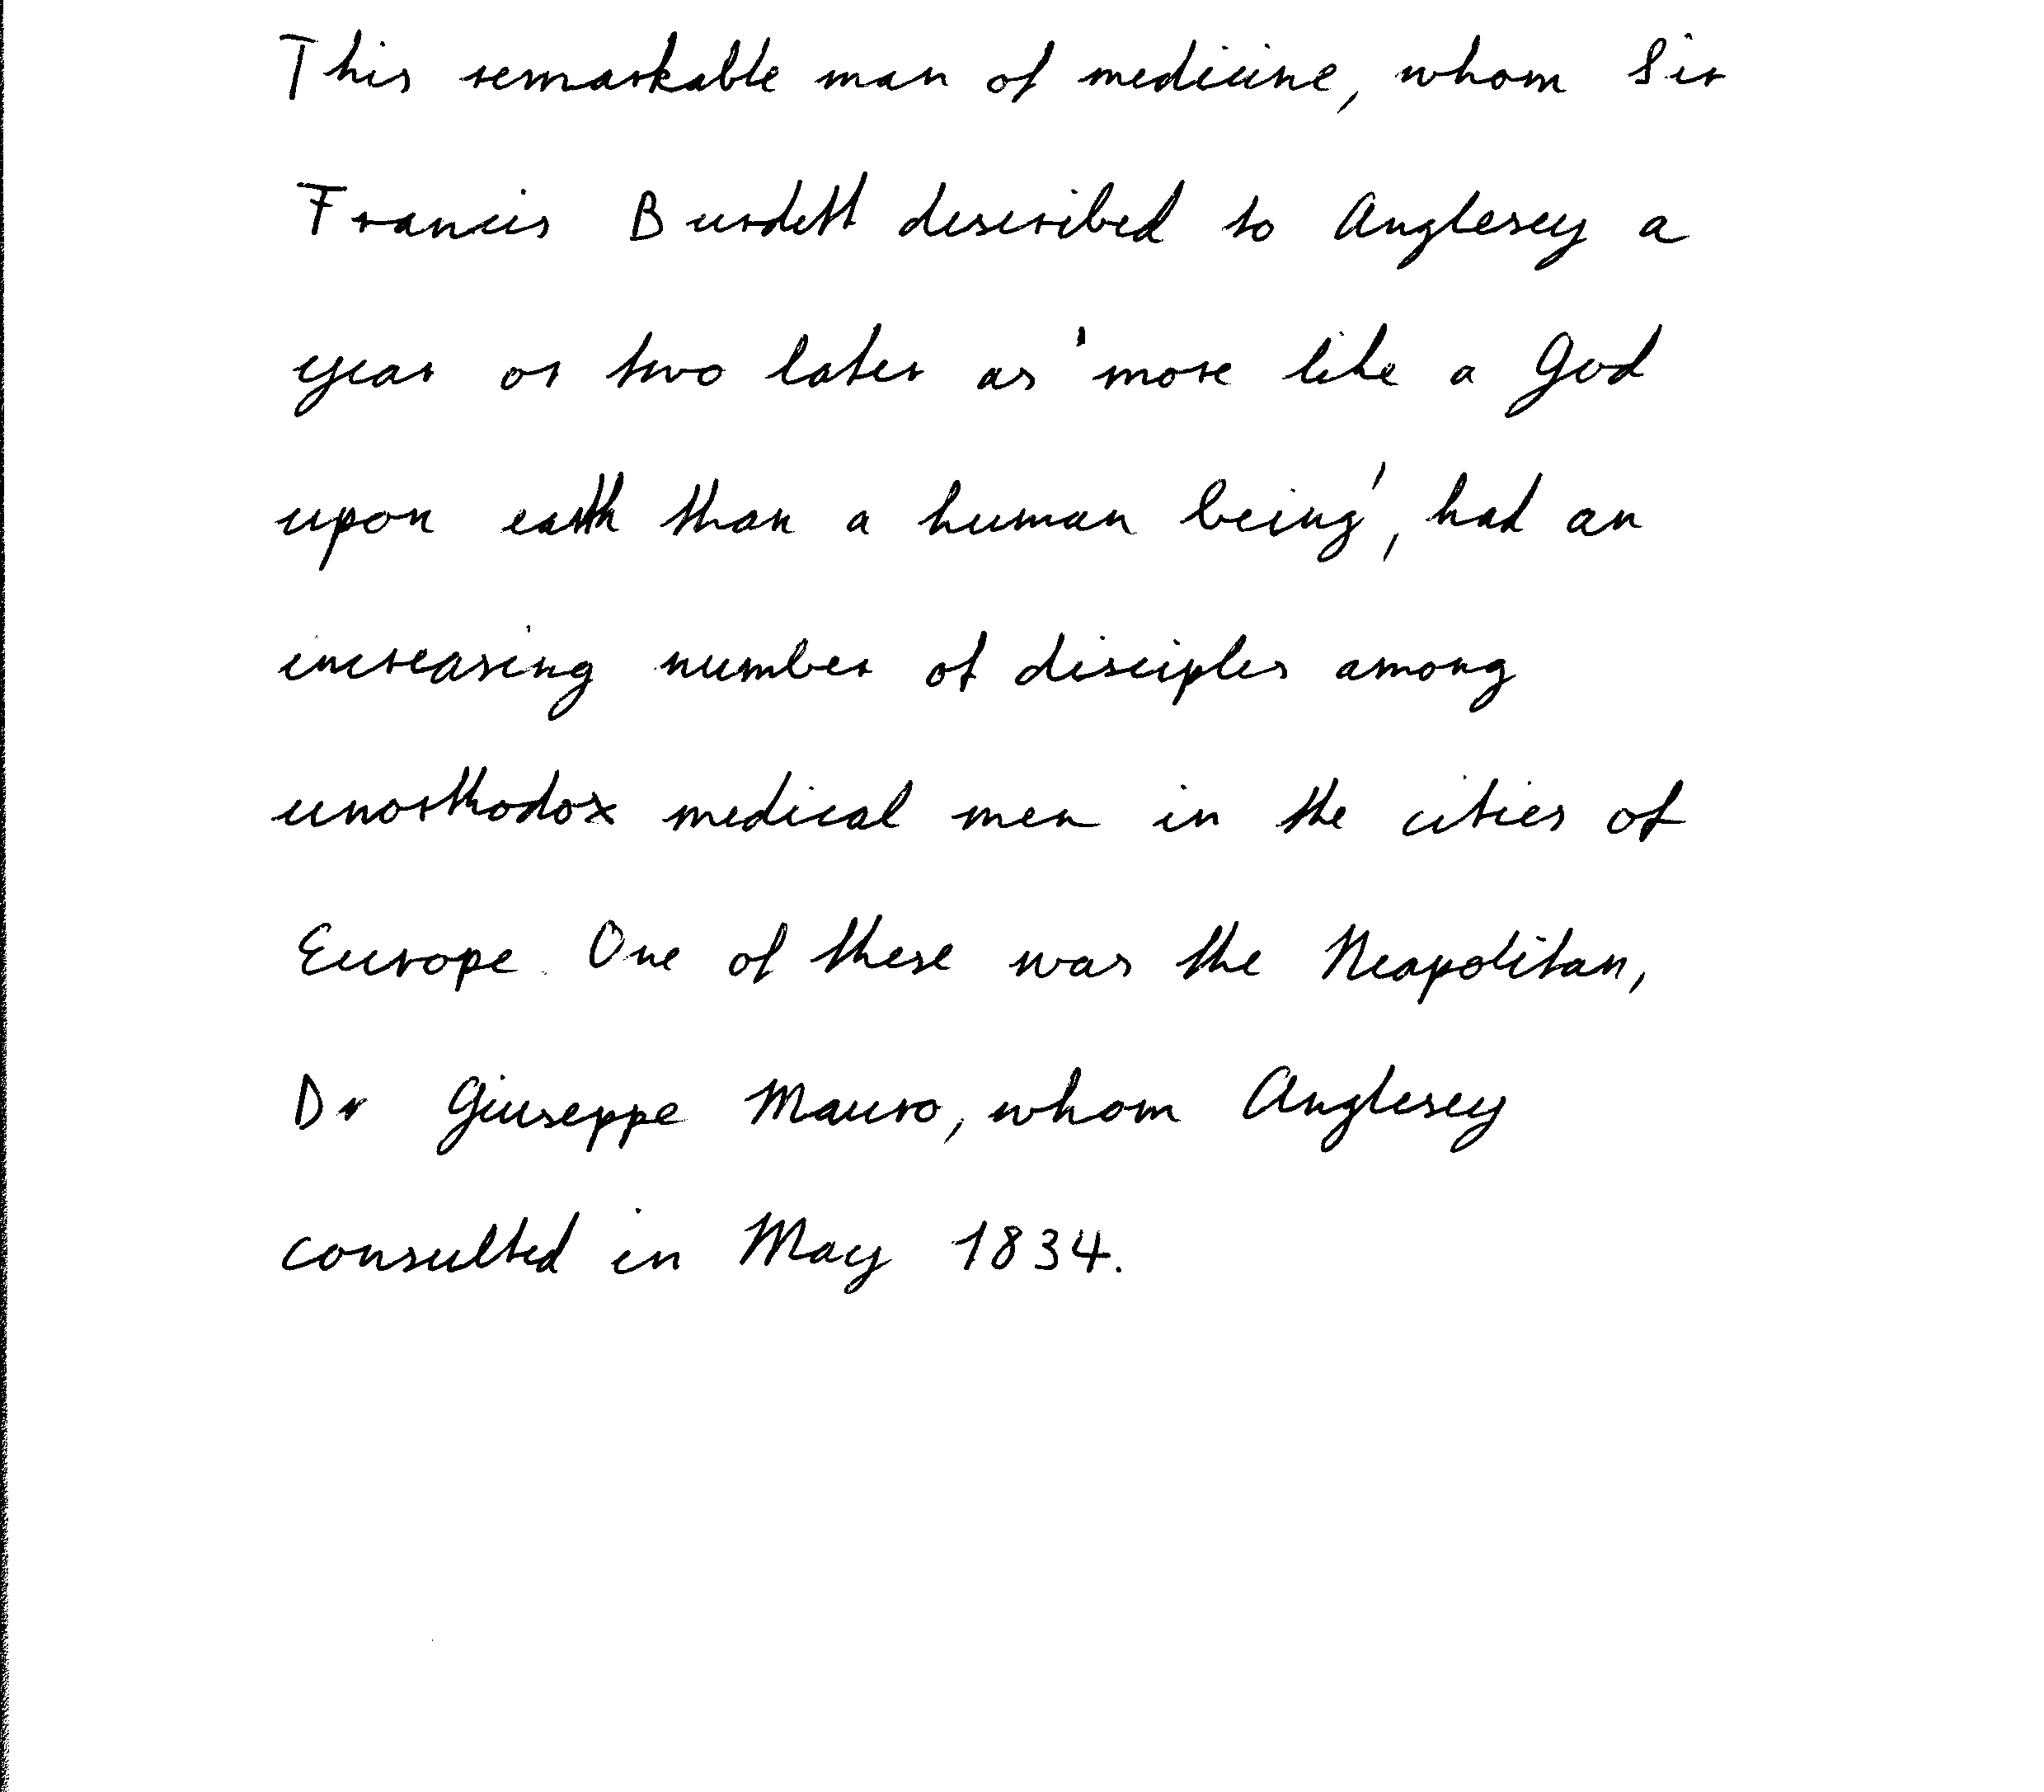 This remarkable man of medicine, whom Sir
Francis Burdett described to Anglesey a
year or two later as 'more like a God
upon earth than a human being', had an
increasing number of disciples among
unorthodox medical men in the cities of
Europe. One of these was the Neapolitan,
Dr Giuseppe Mauro, whom Anglesey
consulted in May 1834.